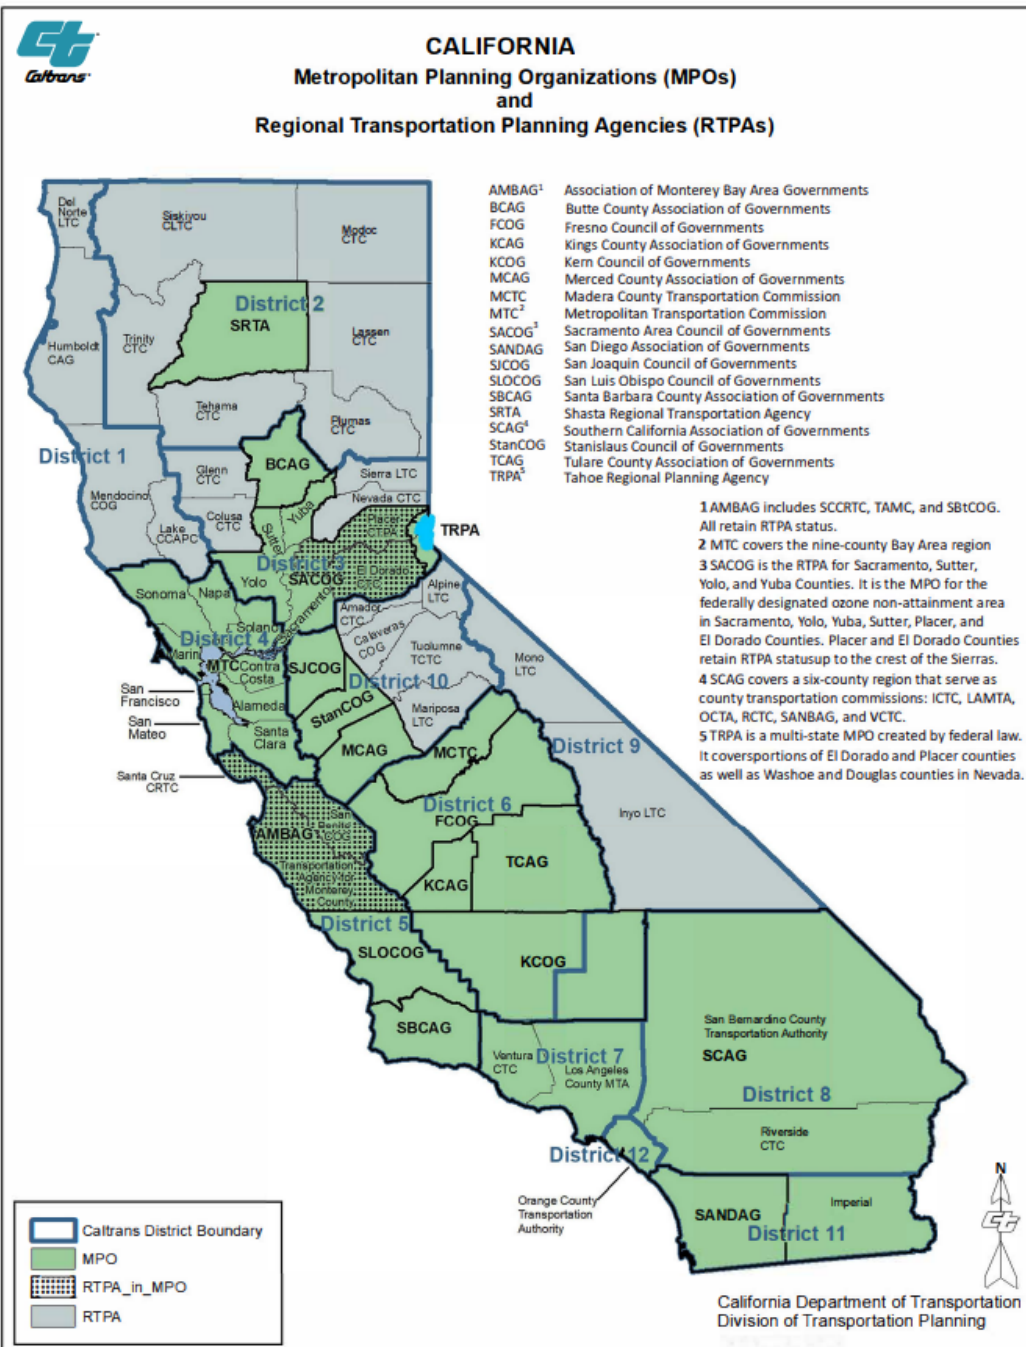 Caltrans
CALIFORNIA
Metropolitan Planning Organizations (MPOs)
and
Regional Transportation Planning Agencies (RTPAs)
AMBAG¹ Association of Monterey Bay Area Governments
BCAG Butte County Association of Governments
FCOG Fresno Council of Governments
KCAG Kings County Association of Governments
KCOG Kern Council of Governments
MCAG Merced County Association of Governments
MCTC Madera County Transportation Commission
MTC² Metropolitan Transportation Commission
SACOG³ Sacramento Area Council of Governments
SANDAG San Diego Association of Governments
SJCOG San Joaquin Council of Governments
SLOCOG San Luis Obispo Council of Governments
SBCAG Santa Barbara County Association of Governments
SRTA Shasta Regional Transportation Agency
SCAG⁴ Southern California Association of Governments
StanCOG Stanislaus Council of Governments
TCAG Tulare County Association of Governments
TRPA⁵ Tahoe Regional Planning Agency
1 AMBAG includes SCCRTC, TAMC, and SBtCOG.
All retain RTPA status.
2 MTC covers the nine-county Bay Area region
3 SACOG is the RTPA for Sacramento, Sutter,
Yolo, and Yuba Counties. It is the MPO for the
federally designated ozone non-attainment area
in Sacramento, Yolo, Yuba, Sutter, Placer, and
El Dorado Counties. Placer and El Dorado Counties
retain RTPA statusup to the crest of the Sierras.
4 SCAG covers a six-county region that serve as
county transportation commissions: ICTC, LAMTA,
OCTA, RCTC, SANBAG, and VCTC.
5 TRPA is a multi-state MPO created by federal law.
It coversportions of El Dorado and Placer counties
as well as Washoe and Douglas counties in Nevada.
Del
Norte
LTC
Siskiyou
CLTC
Modoc
CTC
District 2
SRTA
Trinity
CTC
Lassen
CTC
Humboldt
CAG
Tehama
CTC
Plumas
CTC
District 1
BCAG
Glenn
CTC
Sierra LTC
Mendocino
COG
Nevada CTC
Colusa
CTC
Yuba
Sutter
Placer
CTPA
Lake
CCAPC
TRPA
District 3
SACOG
El Dorado
CTC
Yolo
Sonoma
Napa
Sacramento
Alpine
LTC
Amador
CTC
Solano
District 4
Marin
Calaveras
COG
Tuolumne
TCTC
Mono
LTC
MTC
Contra
Costa
SJCOG
District 10
San
Francisco
Alameda
StanCOG
Mariposa
LTC
San
Mateo
Santa
Clara
MCAG
MCTC
District 9
Santa Cruz
CRTC
District 6
FCOG
San
Benito
COG
AMBAG¹
Inyo LTC
TCAG
KCAG
Transportation
Agency for
Monterey
County
District 5
SLOCOG
KCOG
SBCAG
San Bernardino County
Transportation Authority
SCAG
Ventura
CTC
District 7
Los Angeles
County MTA
District 8
Riverside
CTC
District 12
Orange County
Transportation
Authority
SANDAG
Imperial
District 11
N
Caltrans District Boundary
MPO
RTPA_in_MPO
RTPA
California Department of Transportation
Division of Transportation Planning